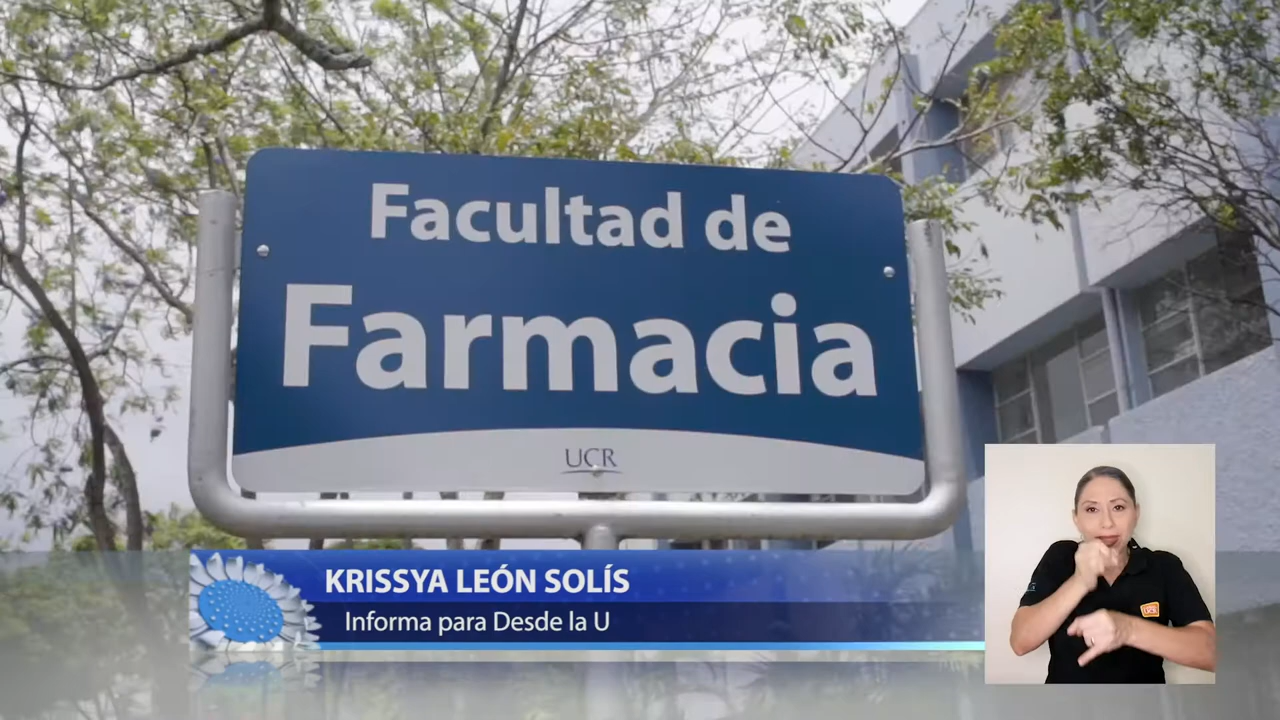 Facultad de
Farmacia
UCR
KRISSYA LEÓN SOLÍS
Informa para Desde la U